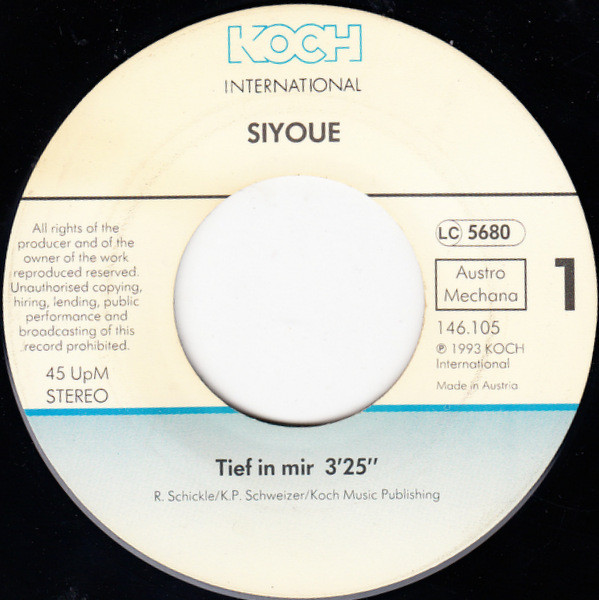 KOCH
INTERNATIONAL
SIYOUE
All rights of the
producer and of the
owner of the work
reproduced reserved.
Unauthorised copying,
hiring, lending, public
performance and
broadcasting of this
record prohibited.
45 UpM
STEREO
LC 5680
Austro
Mechana
1
146.105
℗ 1993 KOCH
International
Made in Austria
Tief in mir 3'25"
R. Schickle/K.P. Schweizer/Koch Music Publishing